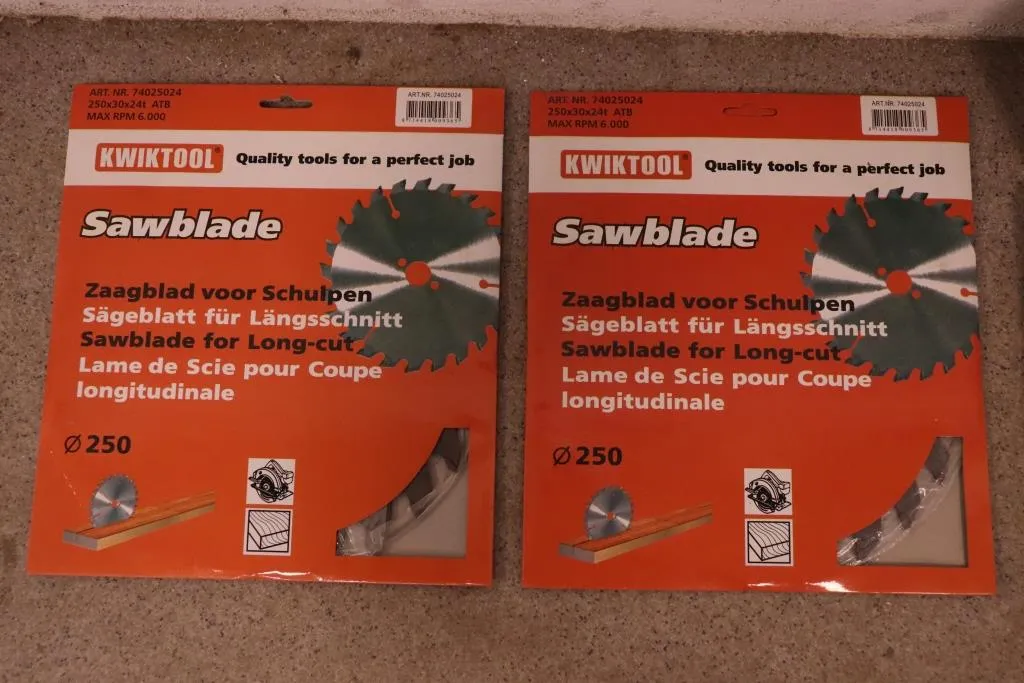 ART. NR. 74025024
250x30x24t ATB
MAX RPM 6.000
ART.NR. 74025024
KWIKTOOL®
Quality tools for a perfect job
Sawblade
Zaagblad voor Schulpen
Sägeblatt für Längsschnitt
Sawblade for Long-cut
Lame de Scie pour Coupe
longitudinale
Ø 250
ART. NR. 74025024
250x30x24t ATB
MAX RPM 6.000
ART.NR. 74025024
KWIKTOOL®
Quality tools for a perfect job
Sawblade
Zaagblad voor Schulpen
Sägeblatt für Längsschnitt
Sawblade for Long-cut
Lame de Scie pour Coupe
longitudinale
Ø 250